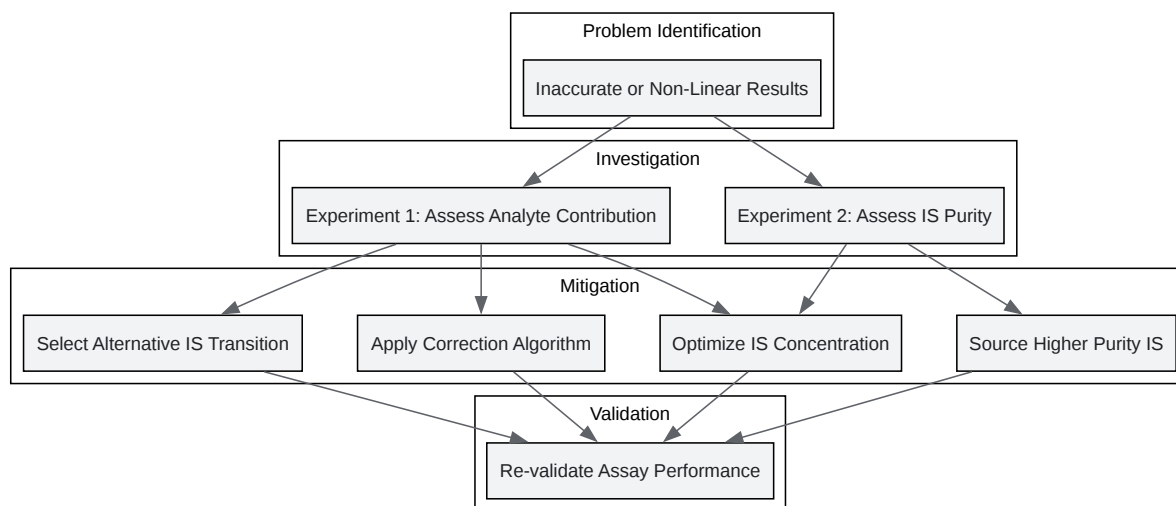 Problem Identification
Inaccurate or Non-Linear Results
Investigation
Experiment 1: Assess Analyte Contribution
Experiment 2: Assess IS Purity
Mitigation
Select Alternative IS Transition
Apply Correction Algorithm
Optimize IS Concentration
Source Higher Purity IS
Validation
Re-validate Assay Performance